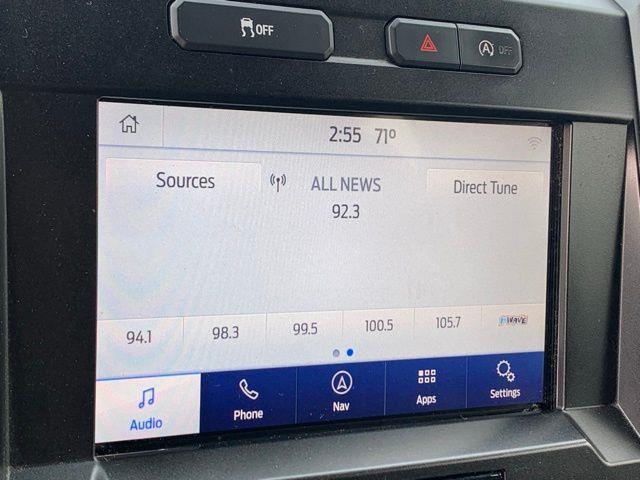 OFF
OFF
2:55 71°
Sources
ALL NEWS
92.3
Direct Tune
94.1 98.3 99.5 100.5 105.7 WAVE
Audio Phone Nav Apps Settings